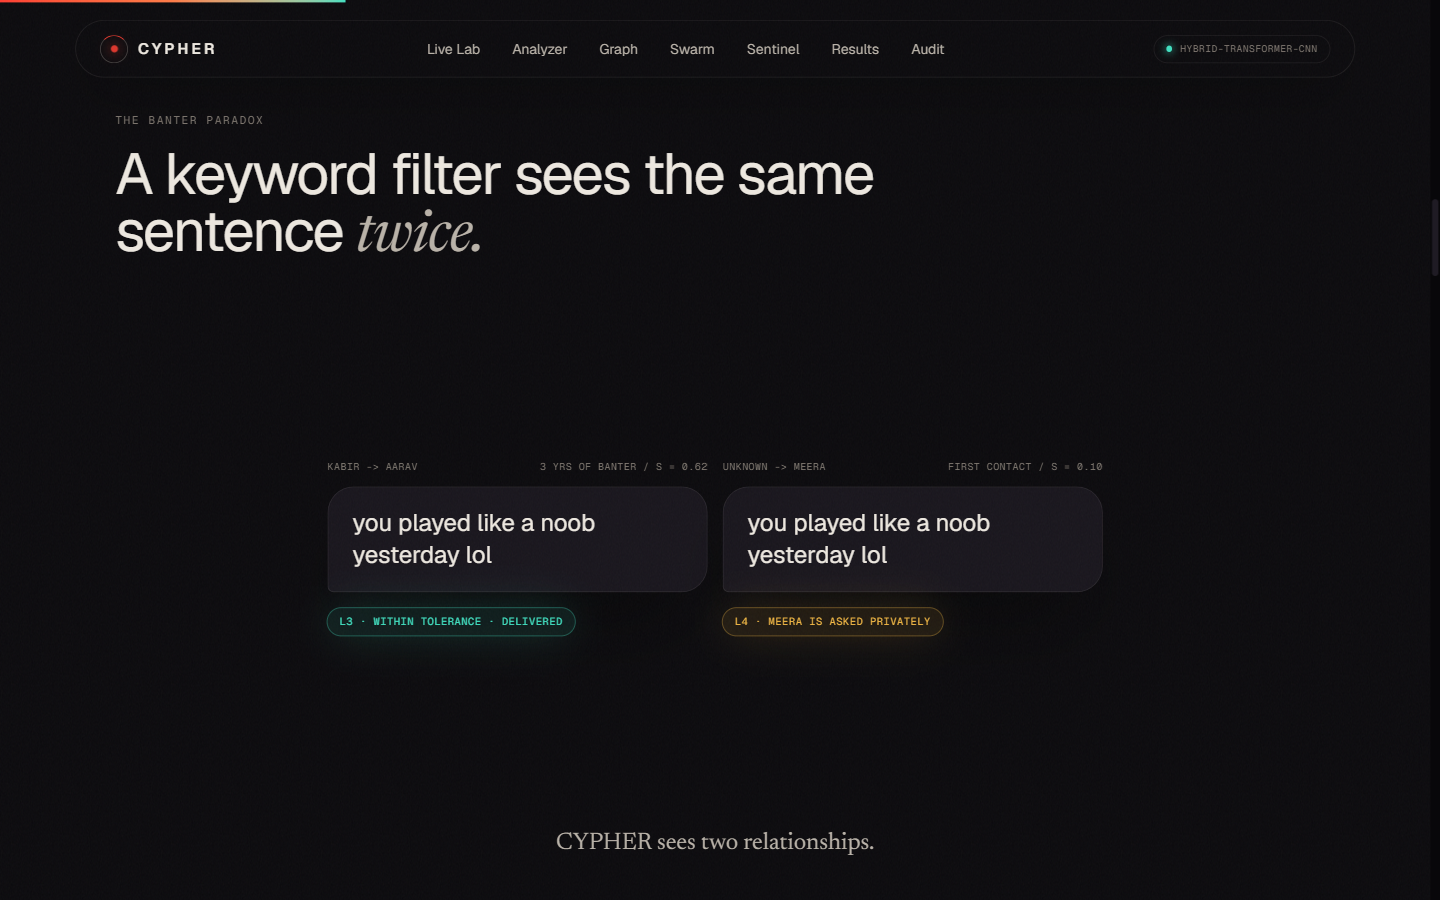 CYPHER
Live Lab
Analyzer
Graph
Swarm
Sentinel
Results
Audit
HYBRID-TRANSFORMER-CNN
THE BANTER PARADOX
A keyword filter sees the same
sentence twice.
KABIR -> AARAV
3 YRS OF BANTER / S = 0.62
you played like a noob
yesterday lol
L3 · WITHIN TOLERANCE · DELIVERED
UNKNOWN -> MEERA
FIRST CONTACT / S = 0.10
you played like a noob
yesterday lol
L4 · MEERA IS ASKED PRIVATELY
CYPHER sees two relationships.